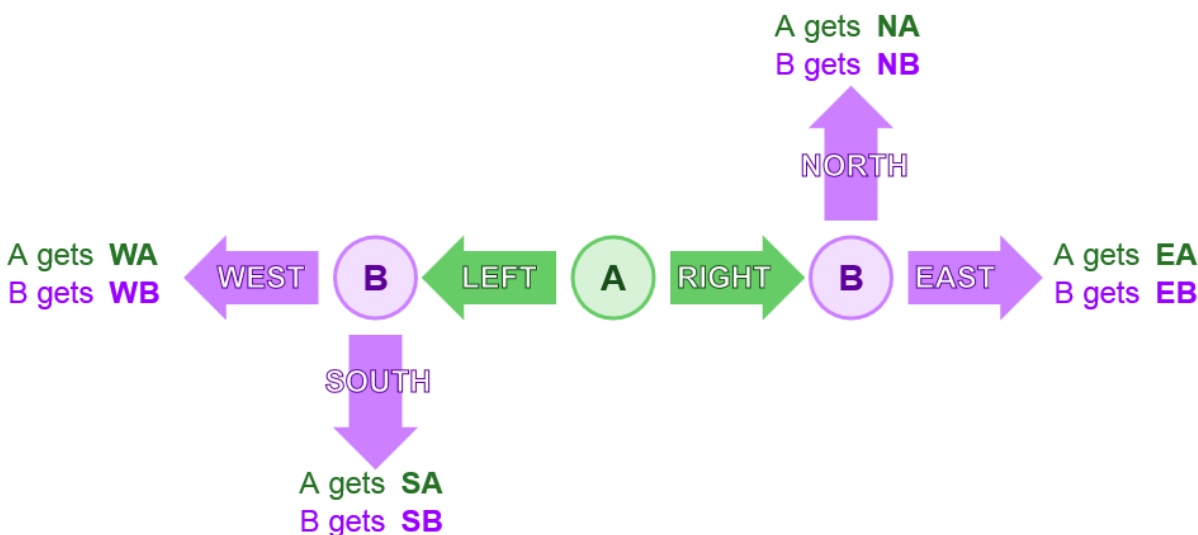 A gets NA
B gets NB
NORTH
A gets WA
B gets WB
WEST
B
LEFT
A
RIGHT
B
EAST
A gets EA
B gets EB
SOUTH
A gets SA
B gets SB